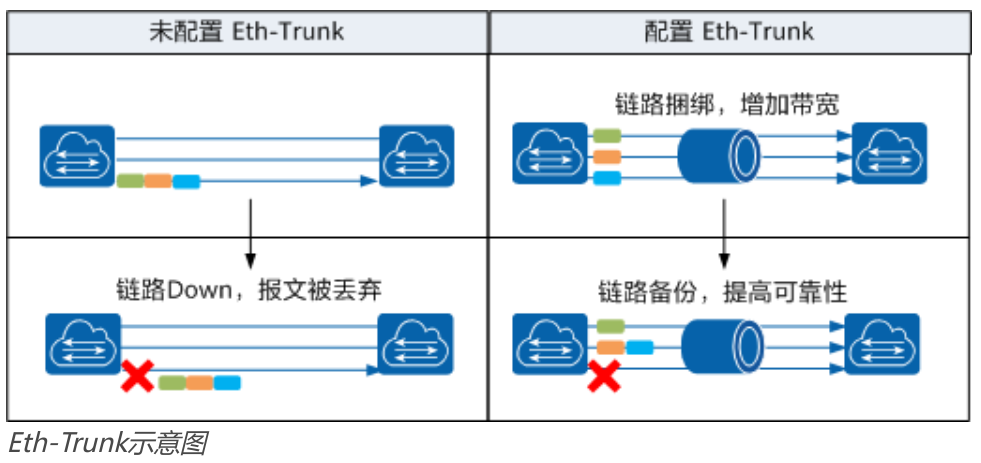 未配置 Eth-Trunk
配置 Eth-Trunk
链路捆绑，增加带宽
链路Down，报文被丢弃
链路备份，提高可靠性
Eth-Trunk示意图